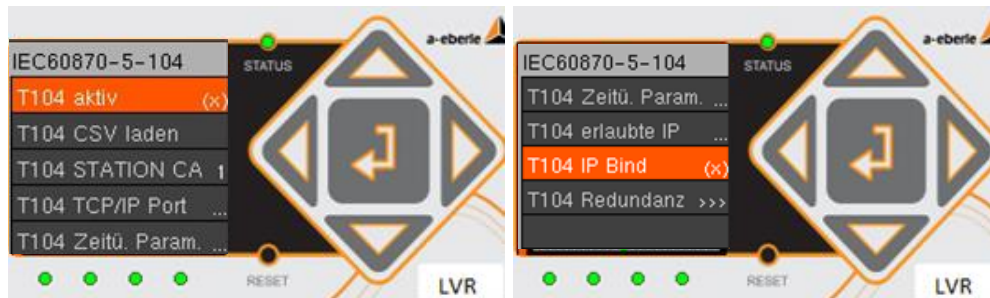 IEC60870-5-104
T104 aktiv (x)
T104 CSV laden
T104 STATION CA 1
T104 TCP/IP Port ...
T104 Zeitü. Param. ...
STATUS
a-eberle
RESET
LVR
IEC60870-5-104
T104 Zeitü. Param. ...
T104 erlaubte IP ...
T104 IP Bind (x)
T104 Redundanz >>>
STATUS
a-eberle
RESET
LVR